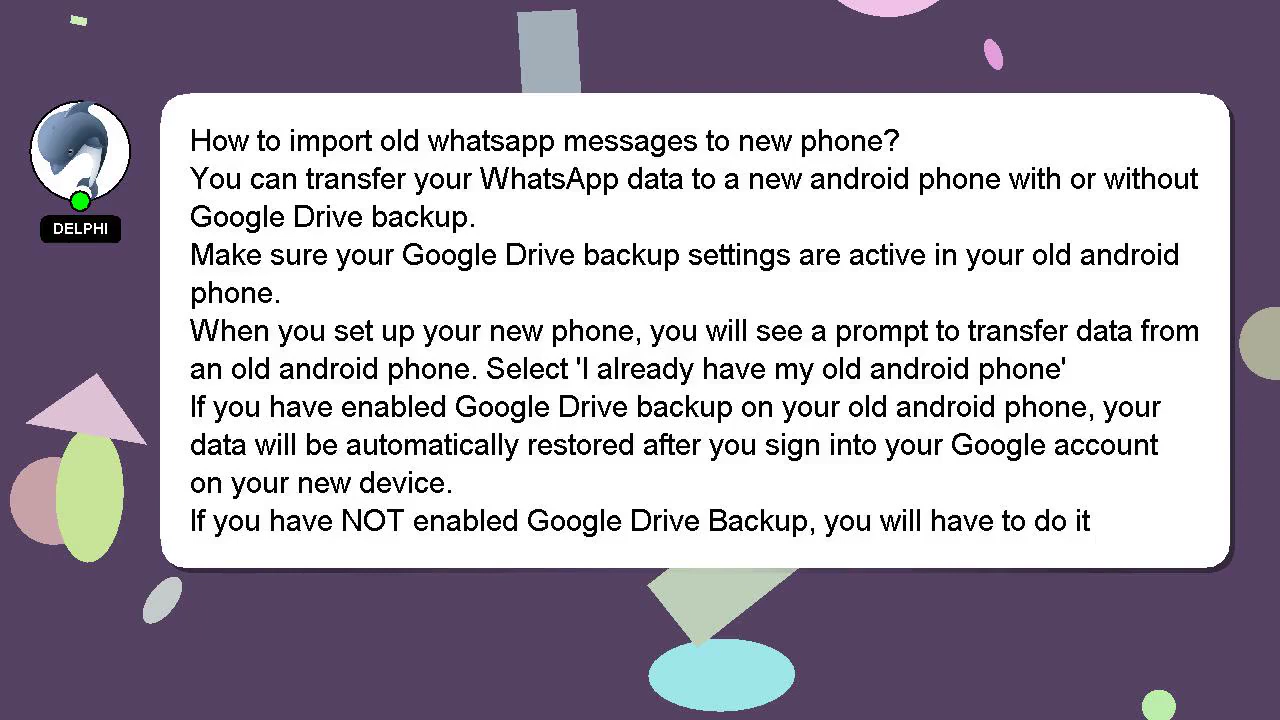 How to import old whatsapp messages to new phone?
You can transfer your WhatsApp data to a new android phone with or without
Google Drive backup.
Make sure your Google Drive backup settings are active in your old android
phone.
When you set up your new phone, you will see a prompt to transfer data from
an old android phone. Select 'I already have my old android phone'
If you have enabled Google Drive backup on your old android phone, your
data will be automatically restored after you sign into your Google account
on your new device.
If you have NOT enabled Google Drive Backup, you will have to do it
DELPHI